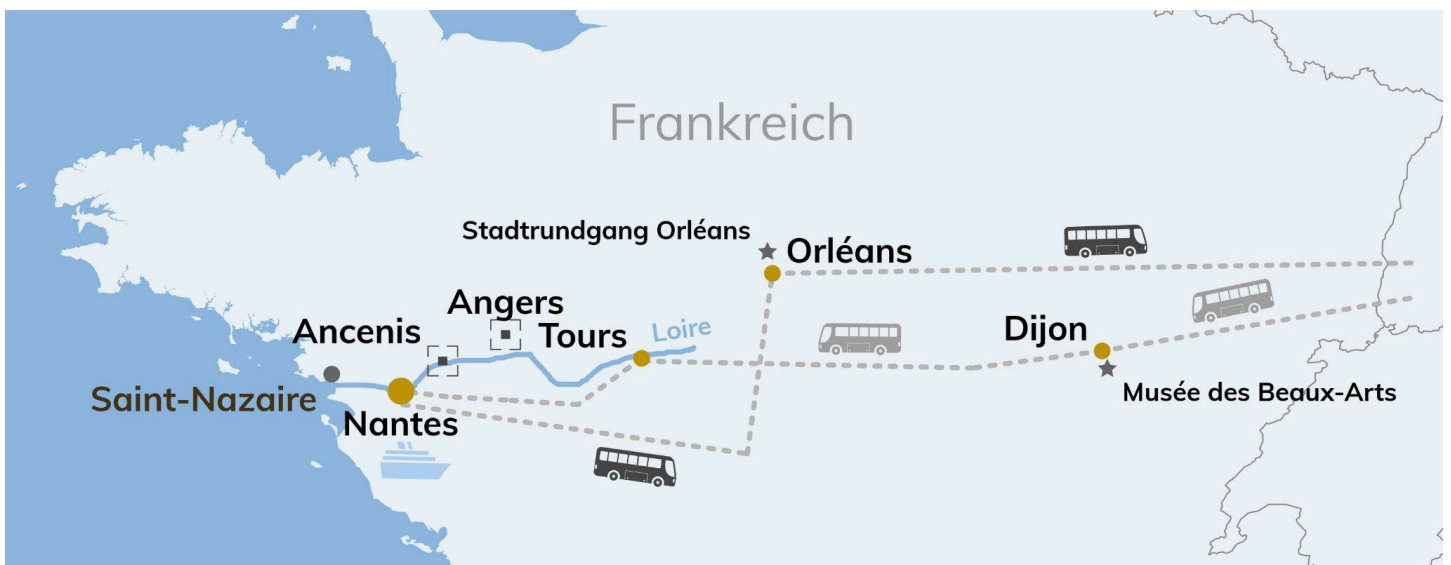 Frankreich
Stadtrundgang Orléans
Orléans
Angers
Ancenis
Tours
Loire
Dijon
Saint-Nazaire
Musée des Beaux-Arts
Nantes